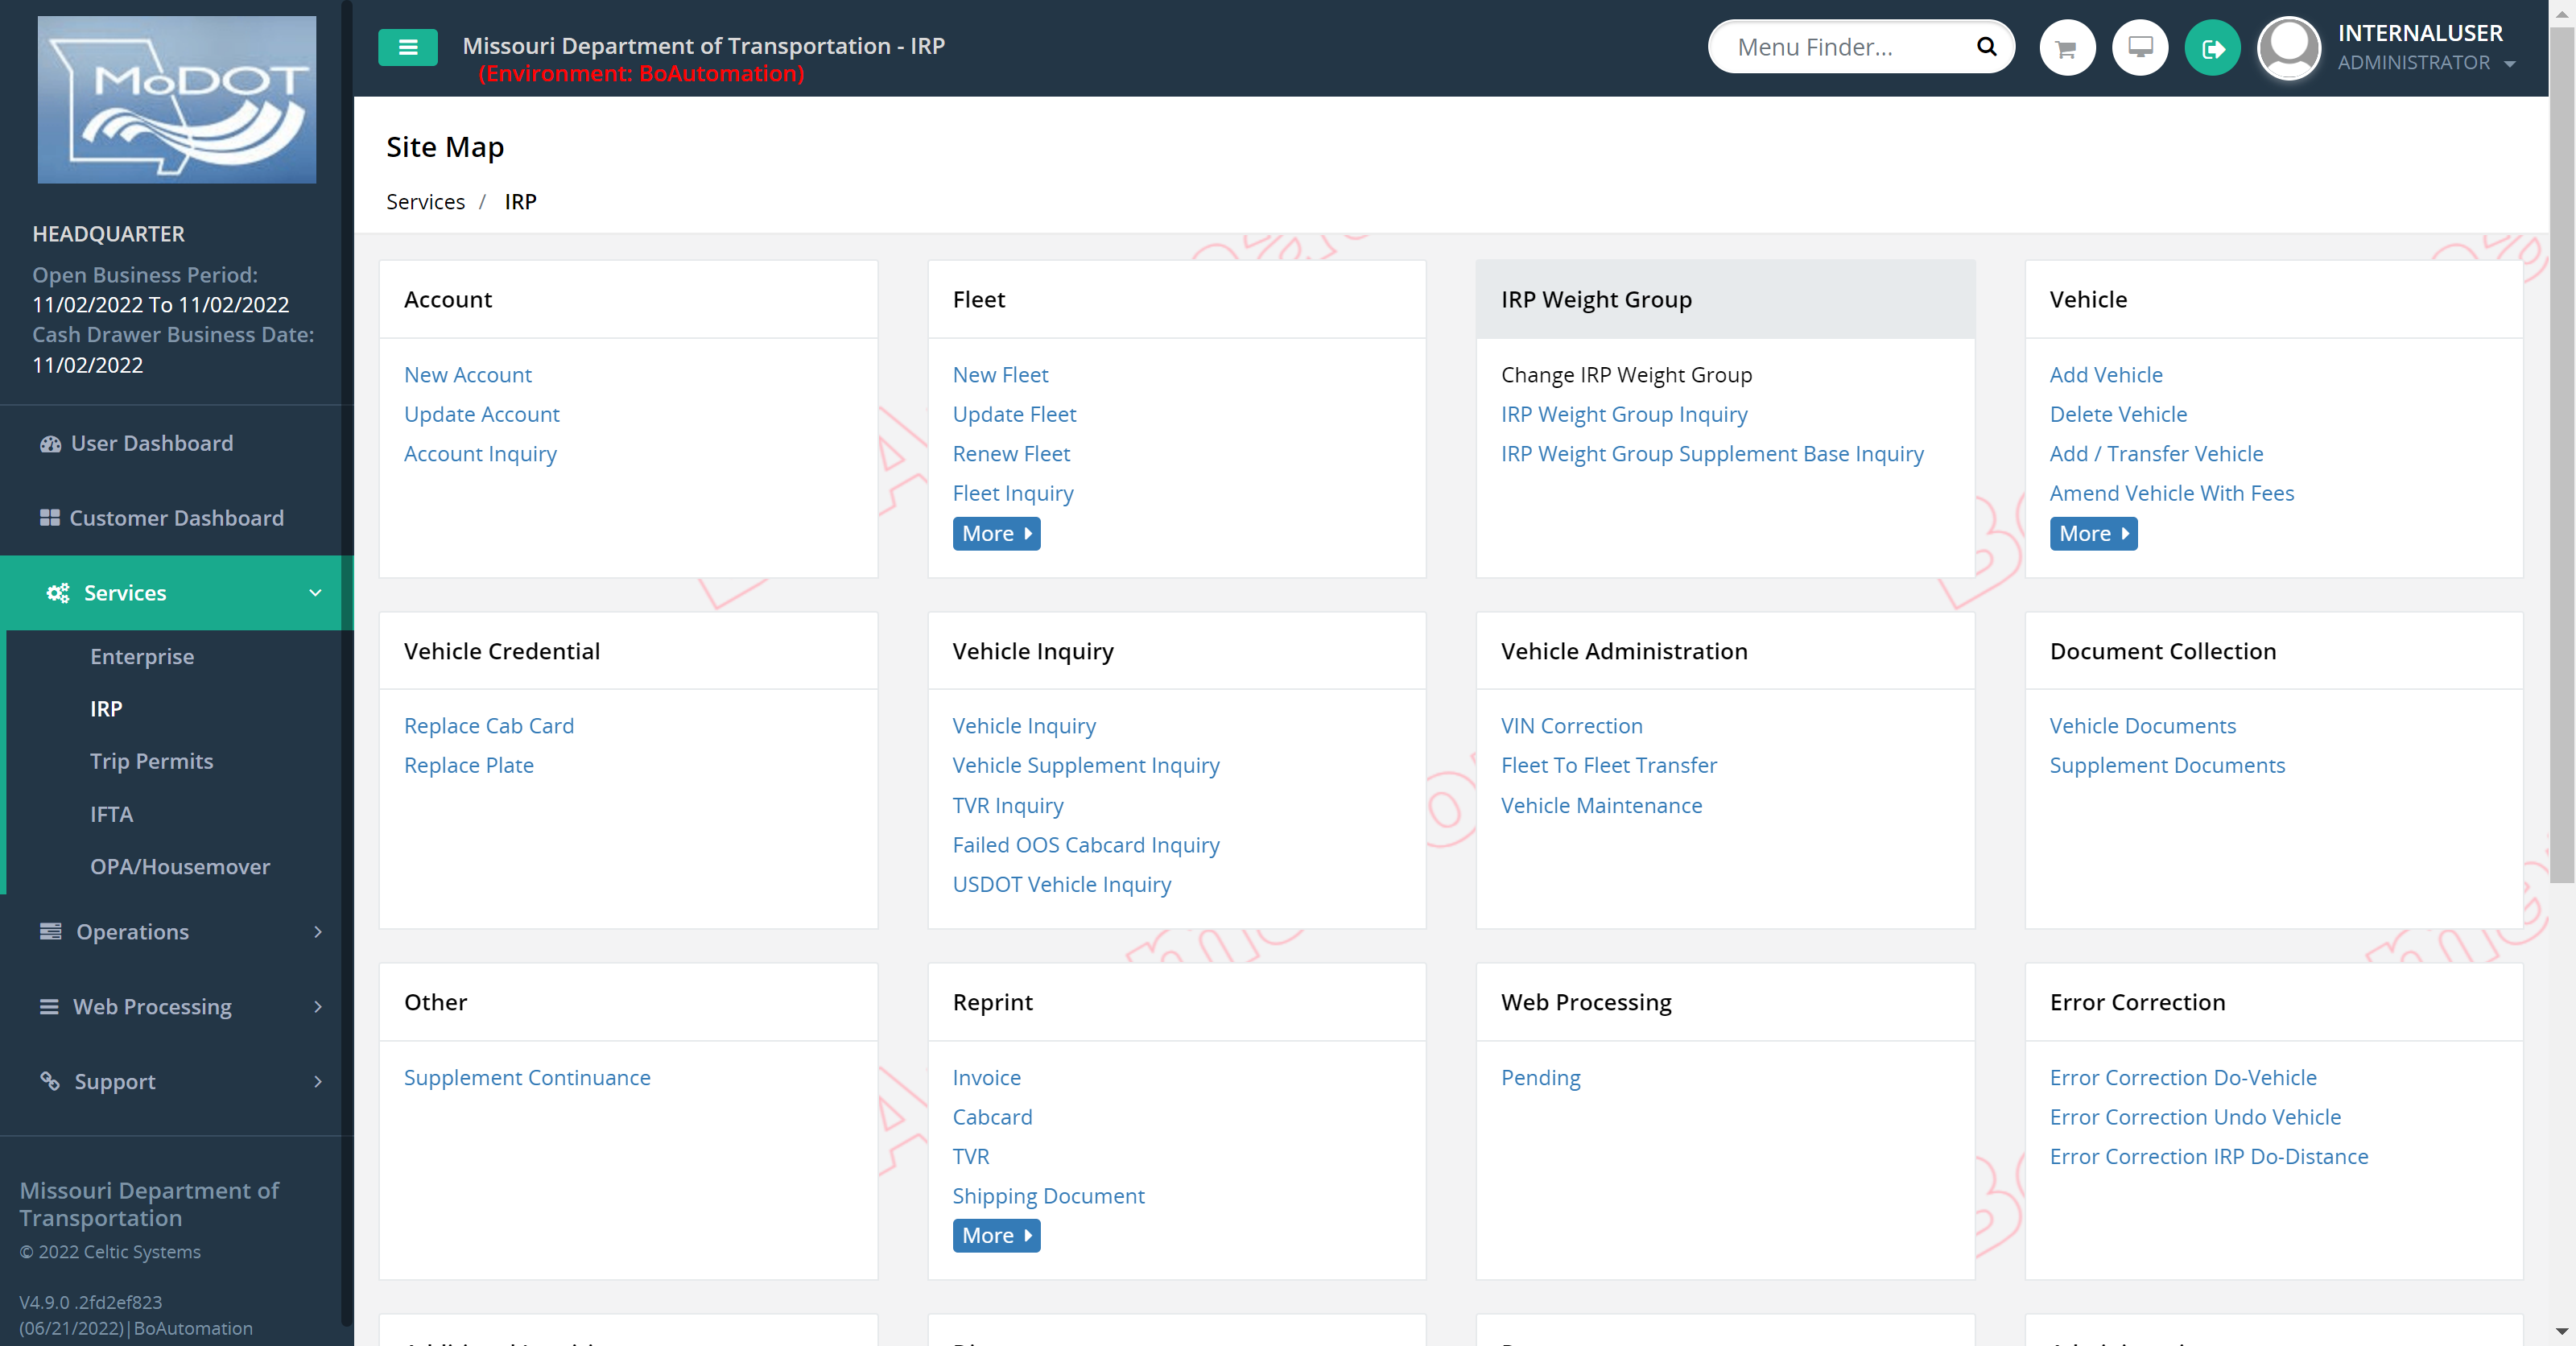 MoDOT
HEADQUARTER
Open Business Period:
11/02/2022 To 11/02/2022
Cash Drawer Business Date:
11/02/2022
User Dashboard
Customer Dashboard
Services
Enterprise
IRP
Trip Permits
IFTA
OPA/Housemover
Operations
Web Processing
Support
Missouri Department of
Transportation
© 2022 Celtic Systems
V4.9.0 .2fd2ef823
(06/21/2022)|BoAutomation
Missouri Department of Transportation - IRP
(Environment: BoAutomation)
Menu Finder...
INTERNALUSER
ADMINISTRATOR
Site Map
Services / IRP
Account
New Account
Update Account
Account Inquiry
Fleet
New Fleet
Update Fleet
Renew Fleet
Fleet Inquiry
More
IRP Weight Group
Change IRP Weight Group
IRP Weight Group Inquiry
IRP Weight Group Supplement Base Inquiry
Vehicle
Add Vehicle
Delete Vehicle
Add / Transfer Vehicle
Amend Vehicle With Fees
More
Vehicle Credential
Replace Cab Card
Replace Plate
Vehicle Inquiry
Vehicle Inquiry
Vehicle Supplement Inquiry
TVR Inquiry
Failed OOS Cabcard Inquiry
USDOT Vehicle Inquiry
Vehicle Administration
VIN Correction
Fleet To Fleet Transfer
Vehicle Maintenance
Document Collection
Vehicle Documents
Supplement Documents
Other
Supplement Continuance
Reprint
Invoice
Cabcard
TVR
Shipping Document
More
Web Processing
Pending
Error Correction
Error Correction Do-Vehicle
Error Correction Undo Vehicle
Error Correction IRP Do-Distance